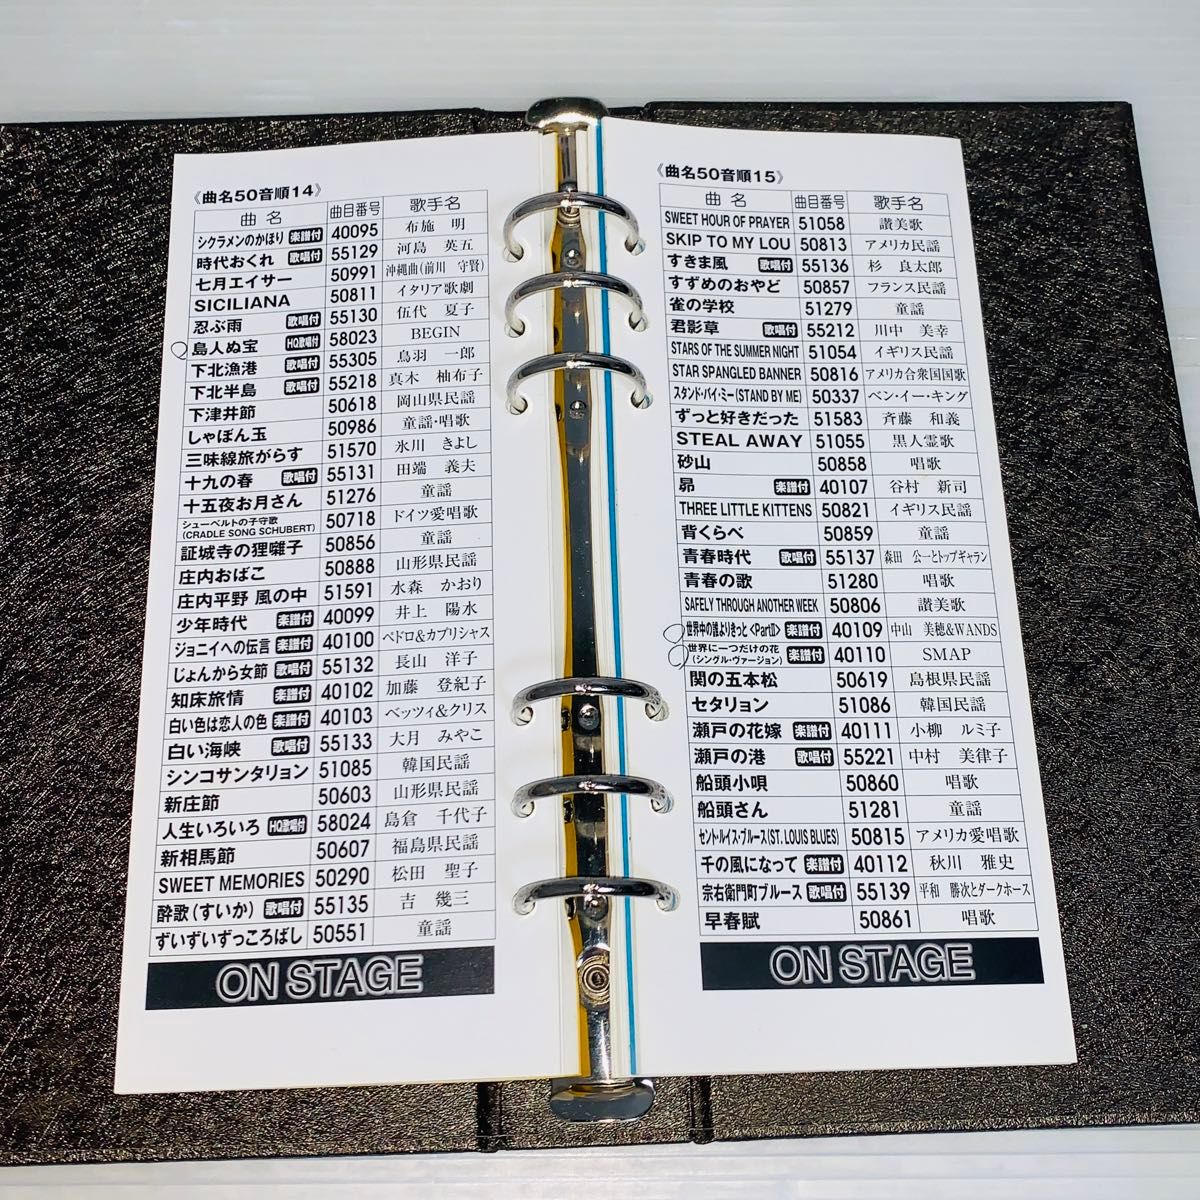 《曲名50音順14》
曲名 曲目番号 歌手名
シクラメンのかほり 楽譜付 40095 布施 明
時代おくれ 歌唱付 55129 河島 英五
七月エイサー 50991 沖縄曲(前川 守賢)
SICILIANA 50811 イタリア歌劇
忍ぶ雨 歌唱付 55130 伍代 夏子
島人ぬ宝 HQ歌唱付 58023 BEGIN
下北漁港 歌唱付 55305 鳥羽 一郎
下北半島 歌唱付 55218 真木 柚布子
下津井節 50618 岡山県民謡
しゃぼん玉 50986 童謡・唱歌
三味線旅がらす 51570 氷川 きよし
十九の春 歌唱付 55131 田端 義夫
十五夜お月さん 51276 童謡
シューベルトの子守歌 (CRADLE SONG SCHUBERT) 50718 ドイツ愛唱歌
証城寺の狸囃子 50856 童謡
庄内おばこ 50888 山形県民謡
庄内平野 風の中 51591 水森 かおり
少年時代 楽譜付 40099 井上 陽水
ジョニイへの伝言 楽譜付 40100 ペドロ&カプリシャス
じょんから女節 歌唱付 55132 長山 洋子
知床旅情 楽譜付 40102 加藤 登紀子
白い色は恋人の色 楽譜付 40103 ベッツィ&クリス
白い海峡 歌唱付 55133 大月 みやこ
シンコサンタリョン 51085 韓国民謡
新庄節 50603 山形県民謡
人生いろいろ HQ歌唱付 58024 島倉 千代子
新相馬節 50607 福島県民謡
SWEET MEMORIES 50290 松田 聖子
酔歌(すいか) 歌唱付 55135 吉 幾三
ずいずいずっころばし 50551 童謡
ON STAGE
《曲名50音順15》
曲名 曲目番号 歌手名
SWEET HOUR OF PRAYER 51058 讃美歌
SKIP TO MY LOU 50813 アメリカ民謡
すきま風 歌唱付 55136 杉 良太郎
すずめのおやど 50857 フランス民謡
雀の学校 51279 童謡
君影草 歌唱付 55212 川中 美幸
STARS OF THE SUMMER NIGHT 51054 イギリス民謡
STAR SPANGLED BANNER 50816 アメリカ合衆国国歌
スタンド・バイ・ミー(STAND BY ME) 50337 ベン・イー・キング
ずっと好きだった 51583 斉藤 和義
STEAL AWAY 51055 黒人霊歌
砂山 50858 唱歌
昴 楽譜付 40107 谷村 新司
THREE LITTLE KITTENS 50821 イギリス民謡
背くらべ 50859 童謡
青春時代 歌唱付 55137 森田 公一とトップギャラン
青春の歌 51280 唱歌
SAFELY THROUGH ANOTHER WEEK 50806 讃美歌
世界中の誰よりきっと<PartII> 楽譜付 40109 中山 美穂&WANDS
世界に一つだけの花 (シングル・ヴァージョン) 楽譜付 40110 SMAP
関の五本松 50619 島根県民謡
セタリョン 51086 韓国民謡
瀬戸の花嫁 楽譜付 40111 小柳 ルミ子
瀬戸の港 歌唱付 55221 中村 美律子
船頭小唄 50860 唱歌
船頭さん 51281 童謡
セント・ルイス・ブルース(ST. LOUIS BLUES) 50815 アメリカ愛唱歌
千の風になって 楽譜付 40112 秋川 雅史
宗右衛門町ブルース 歌唱付 55139 平和 勝次とダークホース
早春賦 50861 唱歌
ON STAGE